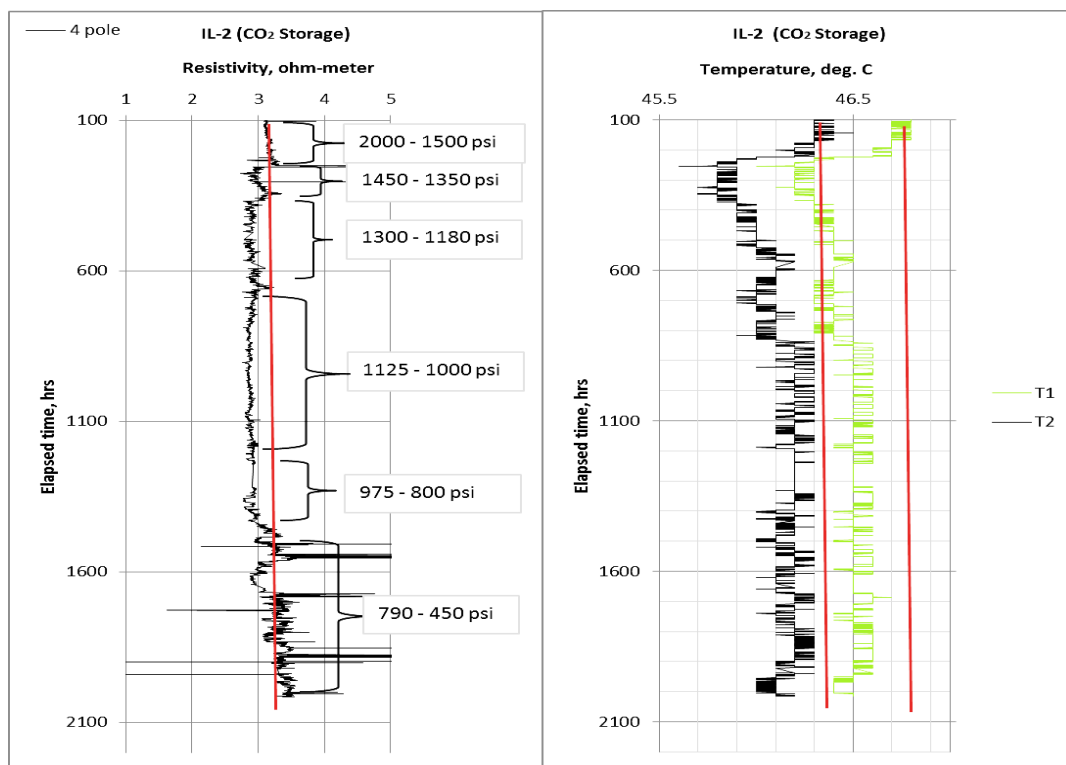 4 pole
IL-2 (CO₂ Storage)
Resistivity, ohm-meter
1 2 3 4 5
100
600
1100
1600
2100
Elapsed time, hrs
2000 - 1500 psi
1450 - 1350 psi
1300 - 1180 psi
1125 - 1000 psi
975 - 800 psi
790 - 450 psi
IL-2 (CO₂ Storage)
Temperature, deg. C
45.5 46.5
100
600
1100
1600
2100
Elapsed time, hrs
T1
T2